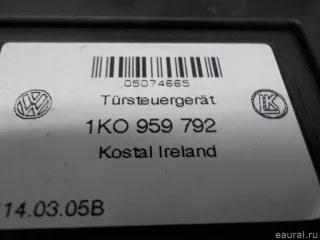 05074665
Türsteuergerät
1KO 959 792
Kostal Ireland
14.03.05B
eaural.ru